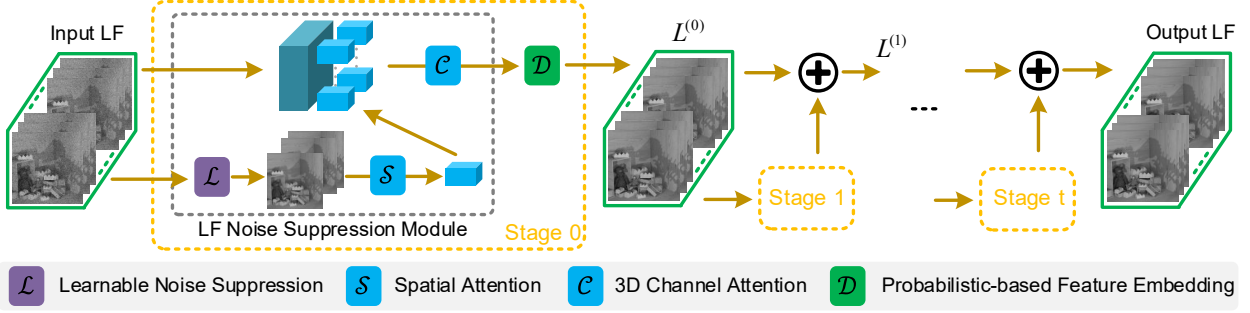 Input LF
𝓒
𝓓
𝓛
𝓢
LF Noise Suppression Module
Stage 0
L^(0)
L^(1)
...
Stage 1
Stage t
Output LF
𝓛 Learnable Noise Suppression
𝓢 Spatial Attention
𝓒 3D Channel Attention
𝓓 Probabilistic-based Feature Embedding